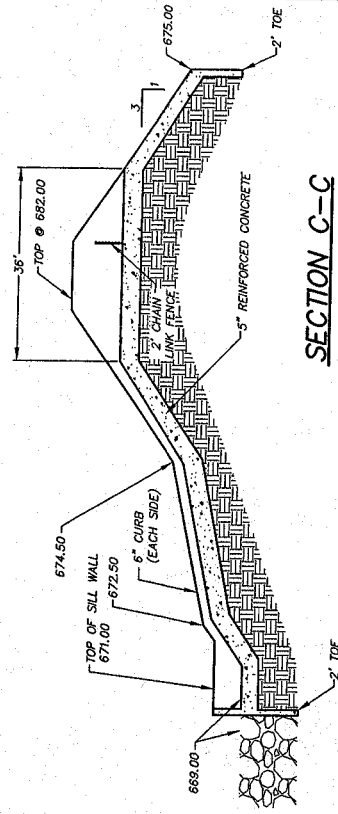 675.00
2' TOE
3
1
36'
TOP @ 682.00
2' CHAIN
LINK FENCE
5" REINFORCED CONCRETE
674.50
6" CURB
(EACH SIDE)
672.50
TOP OF SILL WALL
671.00
669.00
2' TOE
SECTION C-C